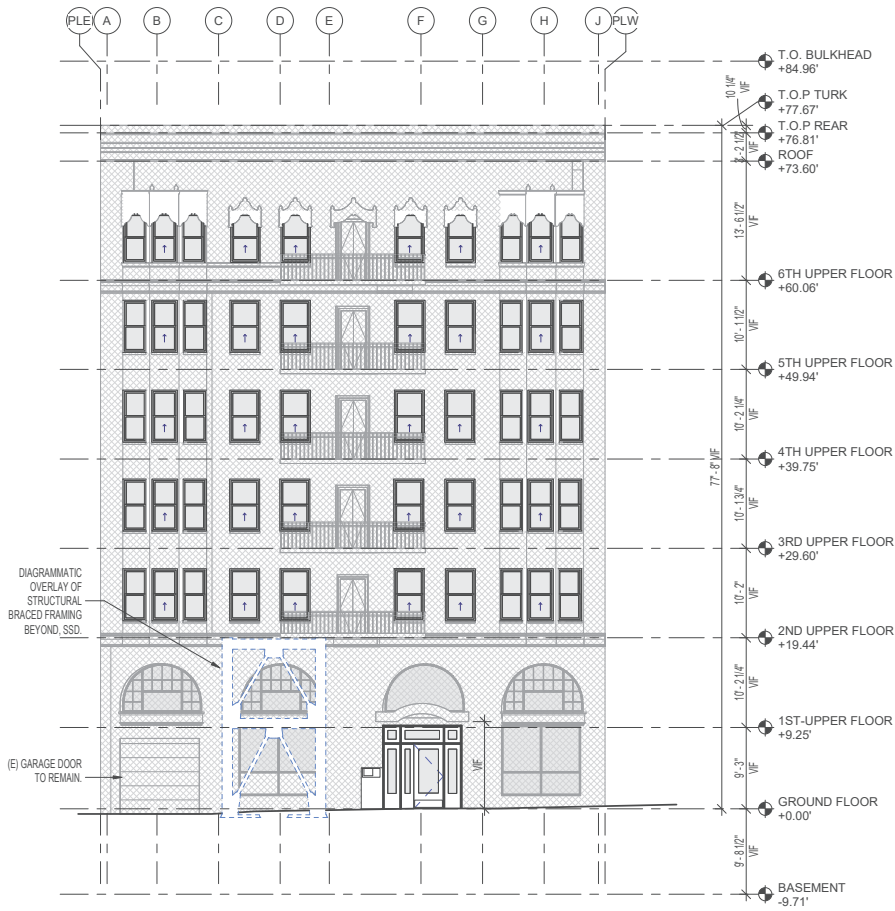 PLE
A
B
C
D
E
F
G
H
J
PLW
T.O. BULKHEAD
+84.96'
T.O.P TURK
+77.67'
T.O.P REAR
+76.81'
ROOF
+73.60'
10 1/4"
VIF
2 1/2"
VIF
13' - 6 1/2"
VIF
6TH UPPER FLOOR
+60.06'
10' - 1 1/2"
VIF
5TH UPPER FLOOR
+49.94'
10' - 2 1/4"
VIF
4TH UPPER FLOOR
+39.75'
77' - 8" VIF
10' - 1 3/4"
VIF
3RD UPPER FLOOR
+29.60'
10' - 2"
VIF
2ND UPPER FLOOR
+19.44'
10' - 2 1/4"
VIF
1ST-UPPER FLOOR
+9.25'
9' - 3"
VIF
GROUND FLOOR
+0.00'
9' - 8 1/2"
VIF
BASEMENT
-9.71'
DIAGRAMMATIC
OVERLAY OF
STRUCTURAL
BRACED FRAMING
BEYOND, SSD.
(E) GARAGE DOOR
TO REMAIN.
VIF